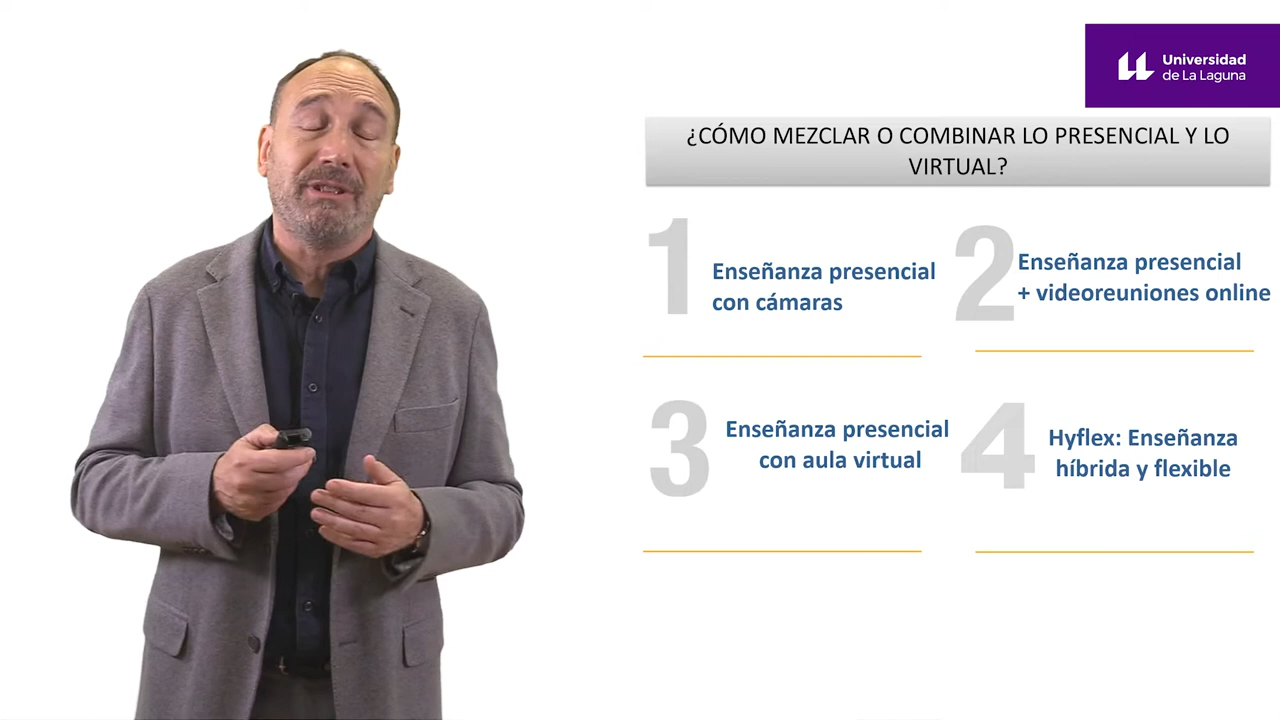 Universidad
de La Laguna
¿CÓMO MEZCLAR O COMBINAR LO PRESENCIAL Y LO
VIRTUAL?
1
Enseñanza presencial
con cámaras
2
Enseñanza presencial
+ videoreuniones online
3
Enseñanza presencial
con aula virtual
4
Hyflex: Enseñanza
híbrida y flexible